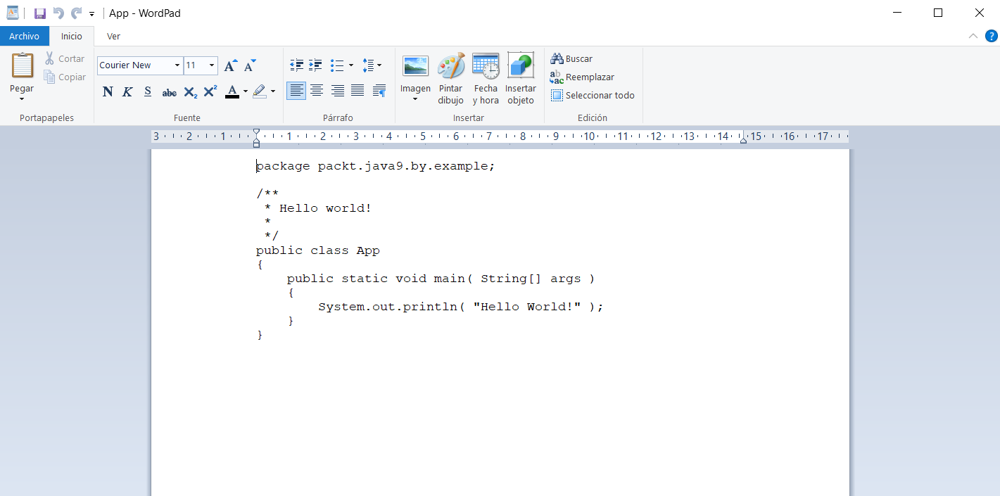 App - WordPad
Archivo Inicio Ver
Pegar
Cortar
Copiar
Portapapeles
Courier New 11
N K S abc X₂ X²
A
Fuente
Párrafo
Imagen
Pintar
dibujo
Fecha
y hora
Insertar
objeto
Insertar
Buscar
Reemplazar
Seleccionar todo
Edición
3 2 1 1 2 3 4 5 6 7 8 9 10 11 12 13 14 15 16 17
package packt.java9.by.example;
/**
 * Hello world!
 *
 */
public class App
{
    public static void main( String[] args )
    {
        System.out.println( "Hello World!" );
    }
}